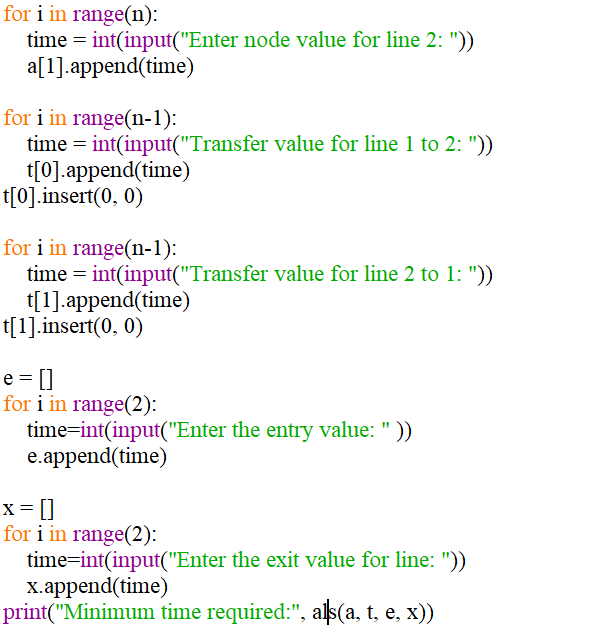 for i in range(n):
    time = int(input("Enter node value for line 2: "))
    a[1].append(time)

for i in range(n-1):
    time = int(input("Transfer value for line 1 to 2: "))
    t[0].append(time)
t[0].insert(0, 0)

for i in range(n-1):
    time = int(input("Transfer value for line 2 to 1: "))
    t[1].append(time)
t[1].insert(0, 0)

e = []
for i in range(2):
    time=int(input("Enter the entry value: " ))
    e.append(time)

x = []
for i in range(2):
    time=int(input("Enter the exit value for line: "))
    x.append(time)
print("Minimum time required:", als(a, t, e, x))